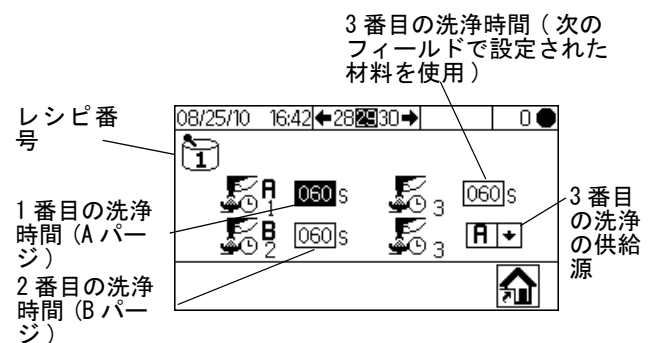 3 番目の洗浄時間 ( 次の
フィールドで設定された
材料を使用 )
レシピ番
号
08/25/10 16:42 ←28 29 30→ 0
1
A 1 060 s 3 060 s
B 2 060 s 3 A
1 番目の洗浄
時間 (A パー
ジ )
2 番目の洗浄
時間 (B パー
ジ )
3 番目
の洗浄
の供給
源